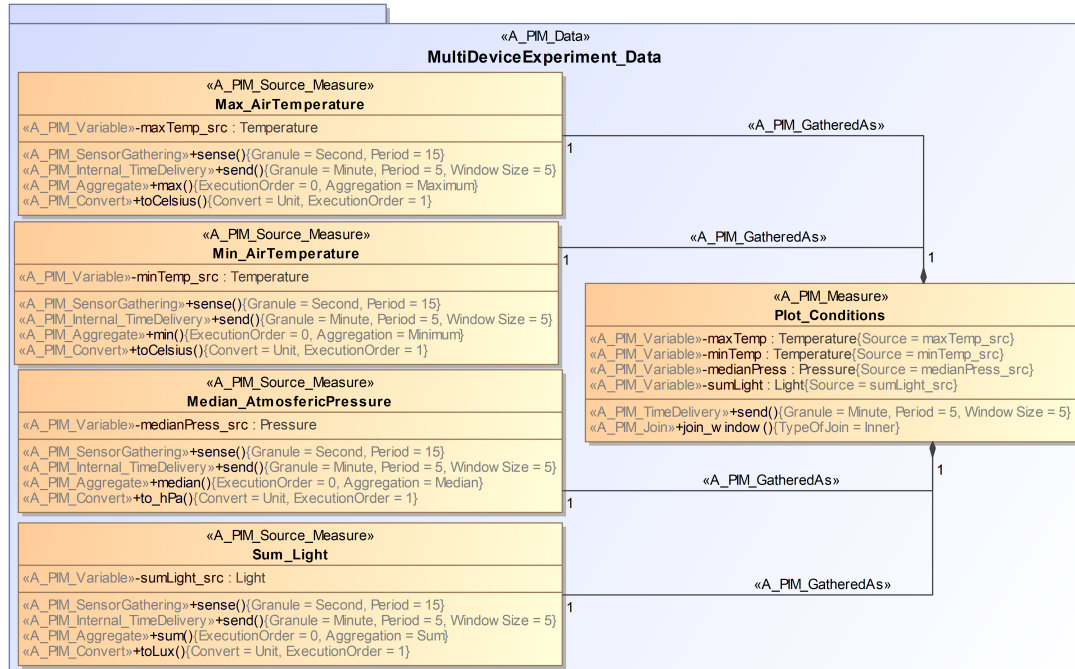 «A_PIM_Data»
MultiDeviceExperiment_Data
«A_PIM_Source_Measure»
Max_AirTemperature
«A_PIM_Variable»-maxTemp_src : Temperature
«A_PIM_SensorGathering»+sense(){Granule = Second, Period = 15}
«A_PIM_Internal_TimeDelivery»+send(){Granule = Minute, Period = 5, Window Size = 5}
«A_PIM_Aggregate»+max(){ExecutionOrder = 0, Aggregation = Maximum}
«A_PIM_Convert»+toCelsius(){Convert = Unit, ExecutionOrder = 1}
«A_PIM_GatheredAs»
1
«A_PIM_Source_Measure»
Min_AirTemperature
«A_PIM_Variable»-minTemp_src : Temperature
«A_PIM_SensorGathering»+sense(){Granule = Second, Period = 15}
«A_PIM_Internal_TimeDelivery»+send(){Granule = Minute, Period = 5, Window Size = 5}
«A_PIM_Aggregate»+min(){ExecutionOrder = 0, Aggregation = Minimum}
«A_PIM_Convert»+toCelsius(){Convert = Unit, ExecutionOrder = 1}
«A_PIM_GatheredAs»
1
1
«A_PIM_Measure»
Plot_Conditions
«A_PIM_Variable»-maxTemp : Temperature{Source = maxTemp_src}
«A_PIM_Variable»-minTemp : Temperature{Source = minTemp_src}
«A_PIM_Variable»-medianPress : Pressure{Source = medianPress_src}
«A_PIM_Variable»-sumLight : Light{Source = sumLight_src}
«A_PIM_TimeDelivery»+send(){Granule = Minute, Period = 5, Window Size = 5}
«A_PIM_Join»+join_window(){TypeOfJoin = Inner}
«A_PIM_Source_Measure»
Median_AtmosfericPressure
«A_PIM_Variable»-medianPress_src : Pressure
«A_PIM_SensorGathering»+sense(){Granule = Second, Period = 15}
«A_PIM_Internal_TimeDelivery»+send(){Granule = Minute, Period = 5, Window Size = 5}
«A_PIM_Aggregate»+median(){ExecutionOrder = 0, Aggregation = Median}
«A_PIM_Convert»+to_hPa(){Convert = Unit, ExecutionOrder = 1}
1
«A_PIM_GatheredAs»
1
«A_PIM_Source_Measure»
Sum_Light
«A_PIM_Variable»-sumLight_src : Light
«A_PIM_SensorGathering»+sense(){Granule = Second, Period = 15}
«A_PIM_Internal_TimeDelivery»+send(){Granule = Minute, Period = 5, Window Size = 5}
«A_PIM_Aggregate»+sum(){ExecutionOrder = 0, Aggregation = Sum}
«A_PIM_Convert»+toLux(){Convert = Unit, ExecutionOrder = 1}
«A_PIM_GatheredAs»
1